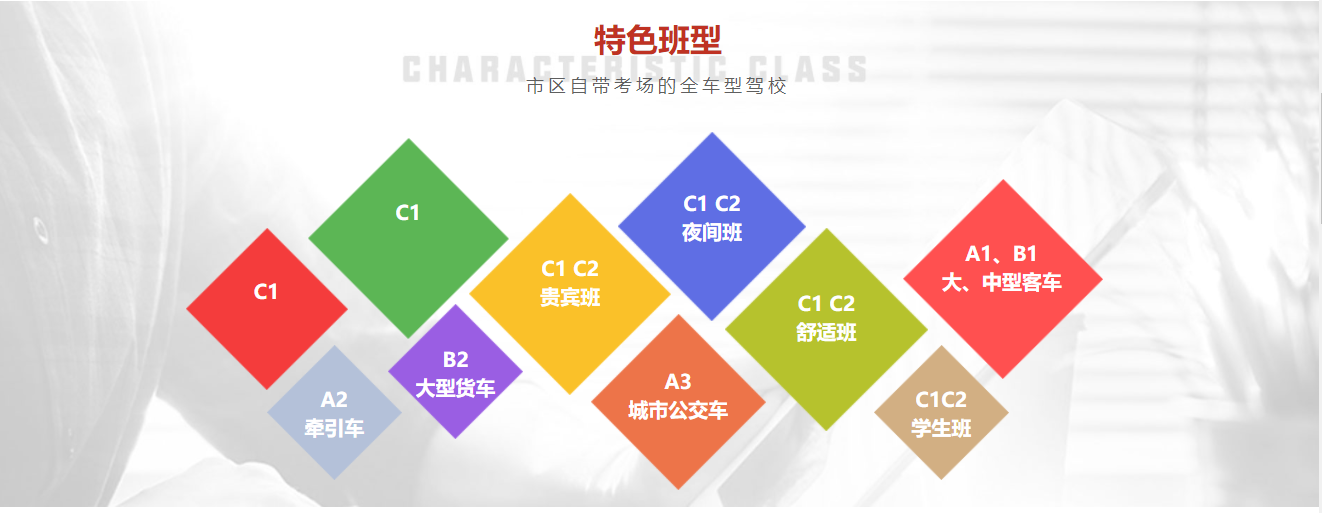 特色班型
CHARACTERISTIC CLASS
市区自带考场的全车型驾校
C1
C1
C1 C2
贵宾班
C1 C2
夜间班
C1 C2
舒适班
A1、B1
大、中型客车
A2
牵引车
B2
大型货车
A3
城市公交车
C1C2
学生班